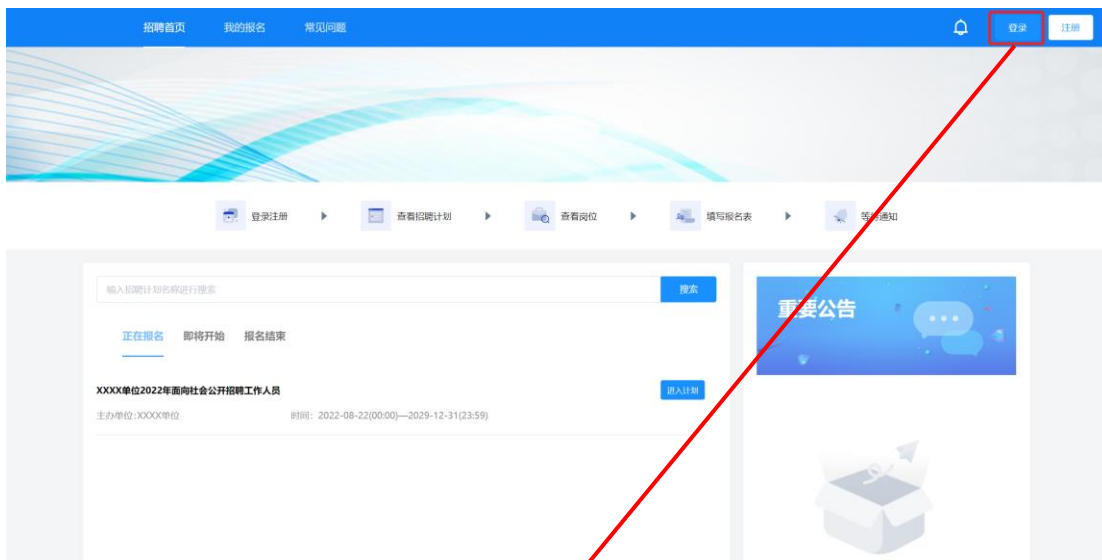 招聘首页 我的报名 常见问题 登录 注册
登录注册 查看招聘计划 查看岗位 填写报名表 等待通知
输入招聘计划名称进行搜索 搜索
重要公告
正在报名 即将开始 报名结束
XXXX单位2022年面向社会公开招聘工作人员 进入计划
主办单位:XXXX单位 时间：2022-08-22(00:00)—2029-12-31(23:59)